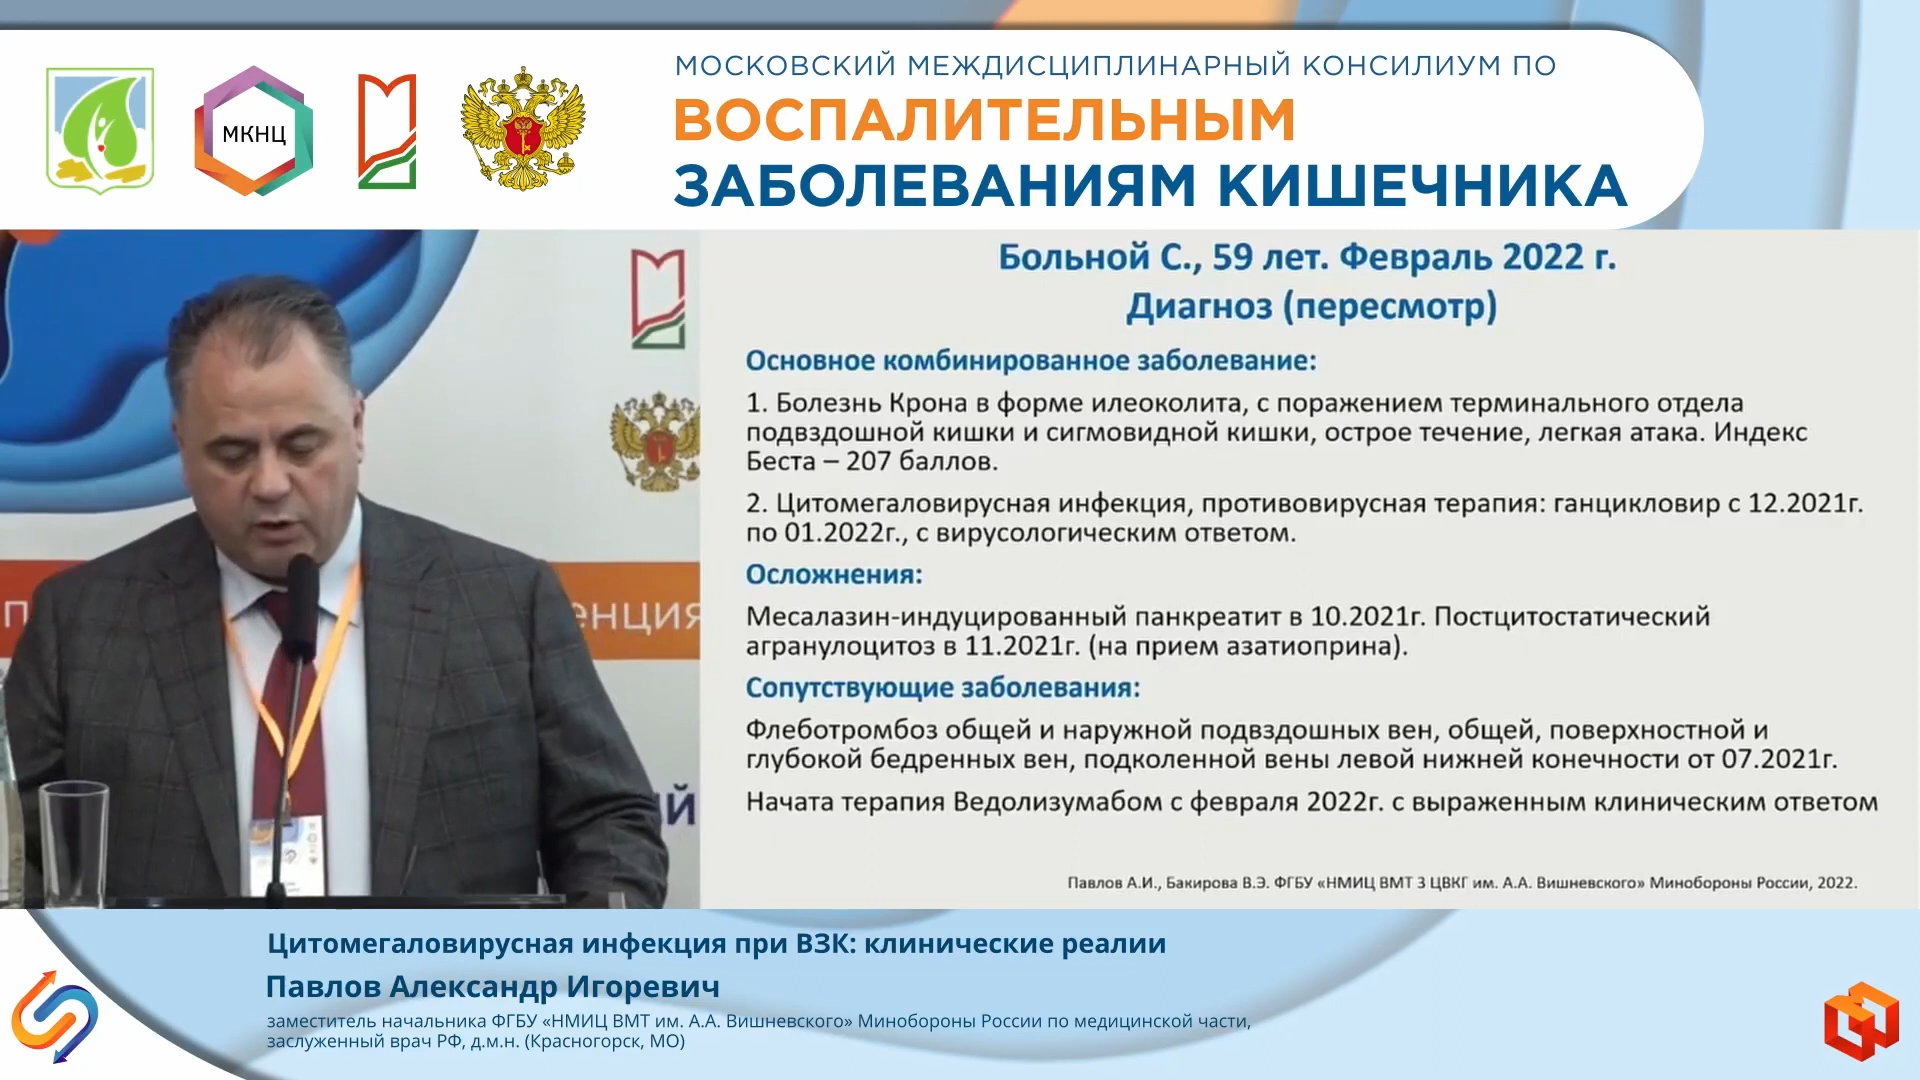 МКНЦ
МОСКОВСКИЙ МЕЖДИСЦИПЛИНАРНЫЙ КОНСИЛИУМ ПО
ВОСПАЛИТЕЛЬНЫМ
ЗАБОЛЕВАНИЯМ КИШЕЧНИКА
Больной С., 59 лет. Февраль 2022 г.
Диагноз (пересмотр)
Основное комбинированное заболевание:
1. Болезнь Крона в форме илеоколита, с поражением терминального отдела
подвздошной кишки и сигмовидной кишки, острое течение, легкая атака. Индекс
Беста – 207 баллов.
2. Цитомегаловирусная инфекция, противовирусная терапия: ганцикловир с 12.2021г.
по 01.2022г., с вирусологическим ответом.
Осложнения:
Месалазин-индуцированный панкреатит в 10.2021г. Постцитостатический
агранулоцитоз в 11.2021г. (на прием азатиоприна).
Сопутствующие заболевания:
Флеботромбоз общей и наружной подвздошных вен, общей, поверхностной и
глубокой бедренных вен, подколенной вены левой нижней конечности от 07.2021г.
Начата терапия Ведолизумабом с февраля 2022г. с выраженным клиническим ответом
Павлов А.И., Бакирова В.Э. ФГБУ «НМИЦ ВМТ 3 ЦВКГ им. А.А. Вишневского» Минобороны России, 2022.
п
енция
ий
Цитомегаловирусная инфекция при ВЗК: клинические реалии
Павлов Александр Игоревич
заместитель начальника ФГБУ «НМИЦ ВМТ им. А.А. Вишневского» Минобороны России по медицинской части,
заслуженный врач РФ, д.м.н. (Красногорск, МО)